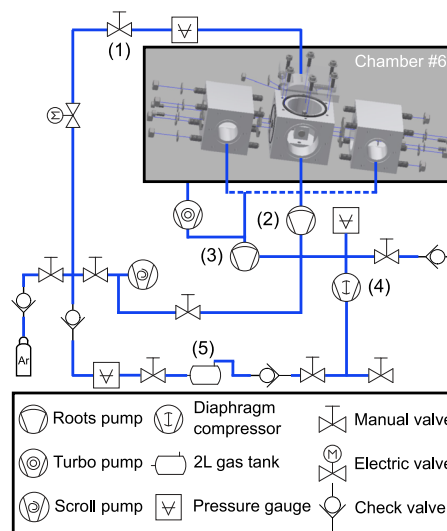 (1)
Chamber #6
(2)
(3)
(4)
Ar
(5)
Roots pump
Diaphragm
compressor
Manual valve
M
Turbo pump
2L gas tank
Electric valve
Scroll pump
Pressure gauge
Check valve